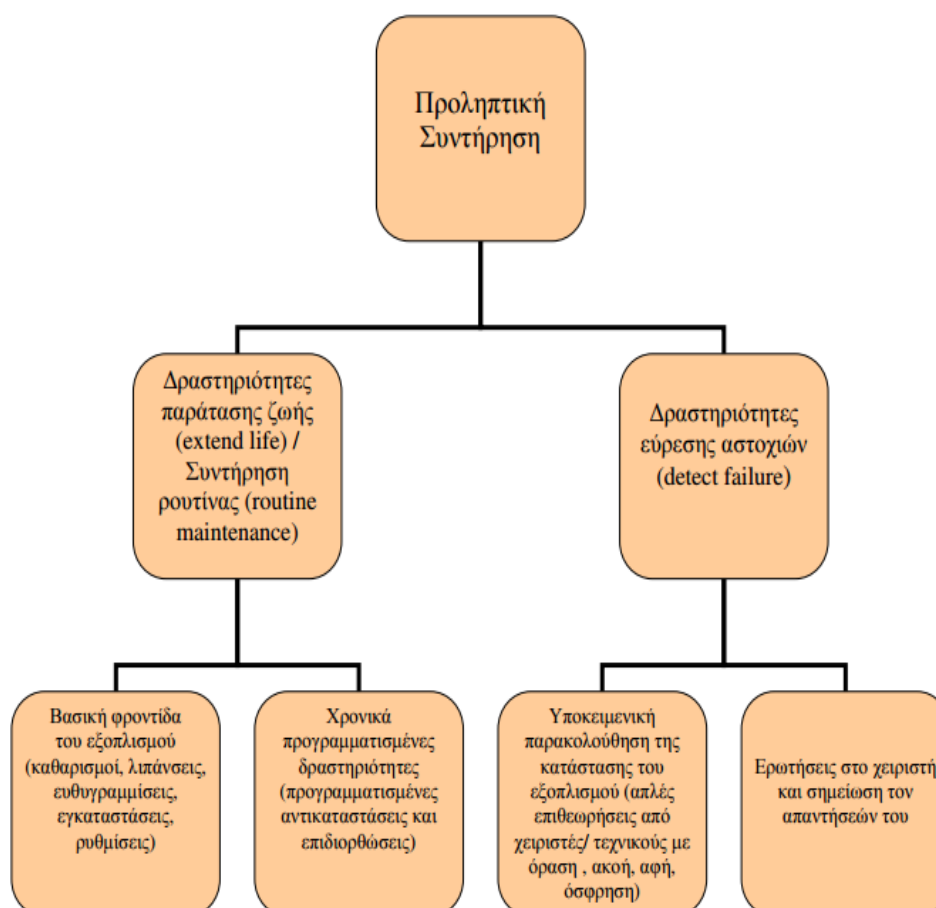 Προληπτική
Συντήρηση
Δραστηριότητες
παράτασης ζωής
(extend life) /
Συντήρηση
ρουτίνας (routine
maintenance)
Δραστηριότητες
εύρεσης αστοχιών
(detect failure)
Βασική φροντίδα
του εξοπλισμού
(καθαρισμοί, λιπάνσεις,
ευθυγραμμίσεις,
εγκαταστάσεις,
ρυθμίσεις)
Χρονικά
προγραμματισμένες
δραστηριότητες
(προγραμματισμένες
αντικαταστάσεις και
επιδιορθώσεις)
Υποκειμενική
παρακολούθηση της
κατάστασης του
εξοπλισμού (απλές
επιθεωρήσεις από
χειριστές/ τεχνικούς με
όραση , ακοή, αφή,
όσφρηση)
Ερωτήσεις στο χειριστή
και σημείωση τον
απαντήσεών του